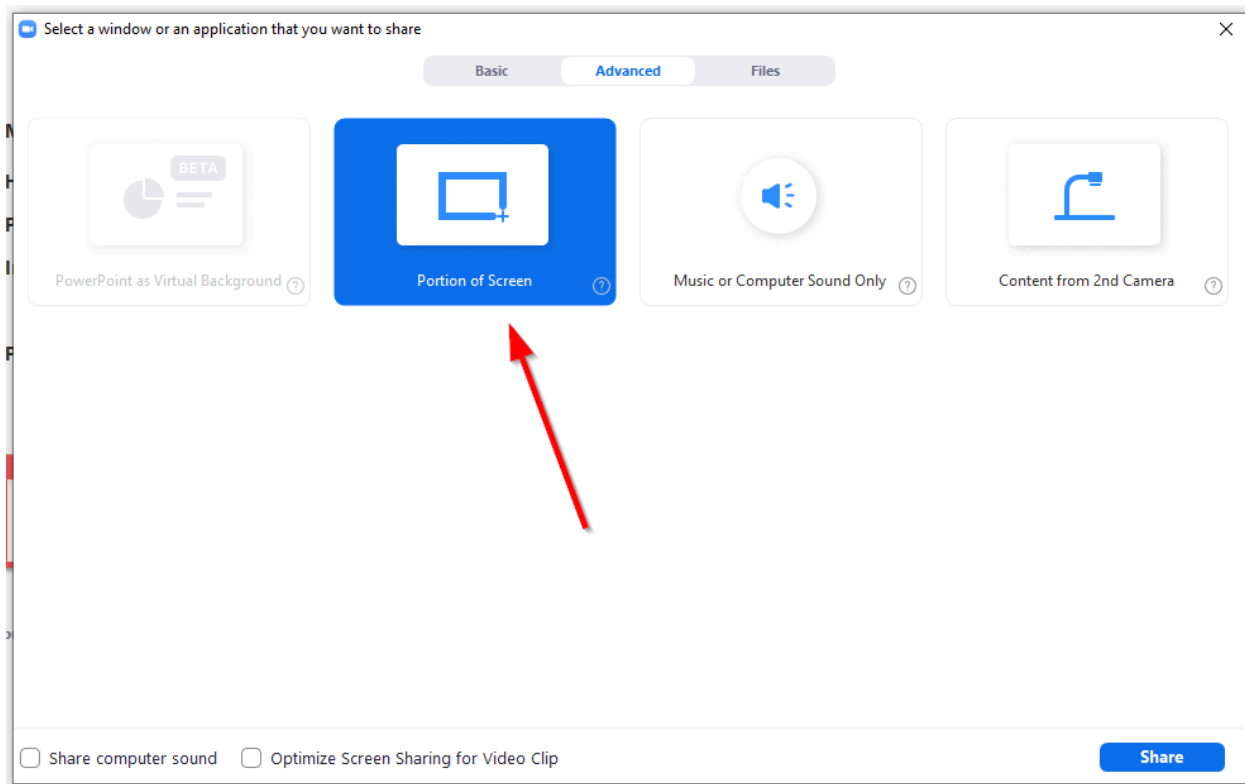 Select a window or an application that you want to share
Basic
Advanced
Files
BETA
PowerPoint as Virtual Background ?
Portion of Screen ?
Music or Computer Sound Only ?
Content from 2nd Camera ?
Share computer sound
Optimize Screen Sharing for Video Clip
Share